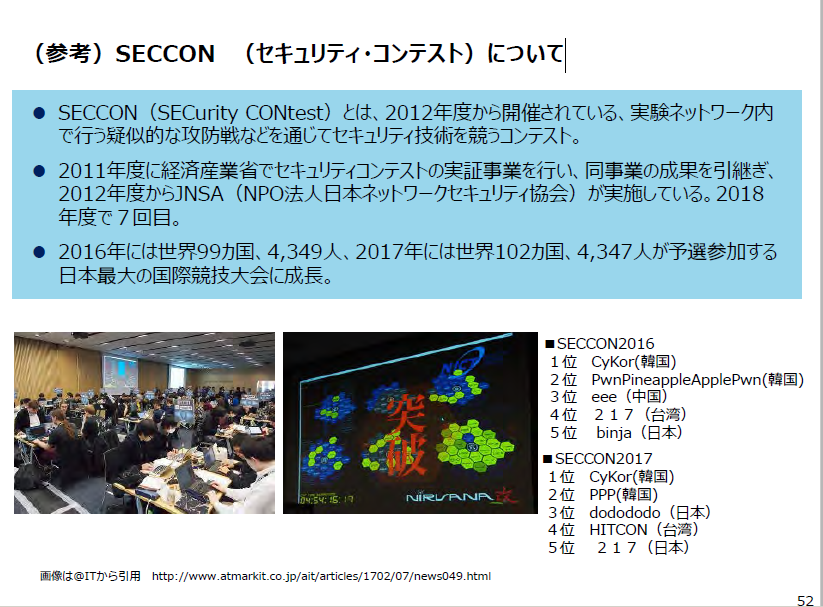 （参考）SECCON　（セキュリティ・コンテスト）について
● SECCON（SECurity CONtest）とは、2012年度から開催されている、実験ネットワーク内
で行う疑似的な攻防戦などを通じてセキュリティ技術を競うコンテスト。
● 2011年度に経済産業省でセキュリティコンテストの実証事業を行い、同事業の成果を引継ぎ、
2012年度からJNSA（NPO法人日本ネットワークセキュリティ協会）が実施している。2018
年度で７回目。
● 2016年には世界99カ国、4,349人、2017年には世界102カ国、4,347人が予選参加する
日本最大の国際競技大会に成長。
突破
04:54:15:17
NIRVANA改
■SECCON2016
１位　CyKor(韓国)
２位　PwnPineappleApplePwn(韓国)
３位　eee（中国）
４位　２１７（台湾）
５位　binja（日本）
■SECCON2017
１位　CyKor(韓国)
２位　PPP(韓国)
３位　dodododo（日本）
４位　HITCON（台湾）
５位　２１７（日本）
画像は@ITから引用　http://www.atmarkit.co.jp/ait/articles/1702/07/news049.html
52